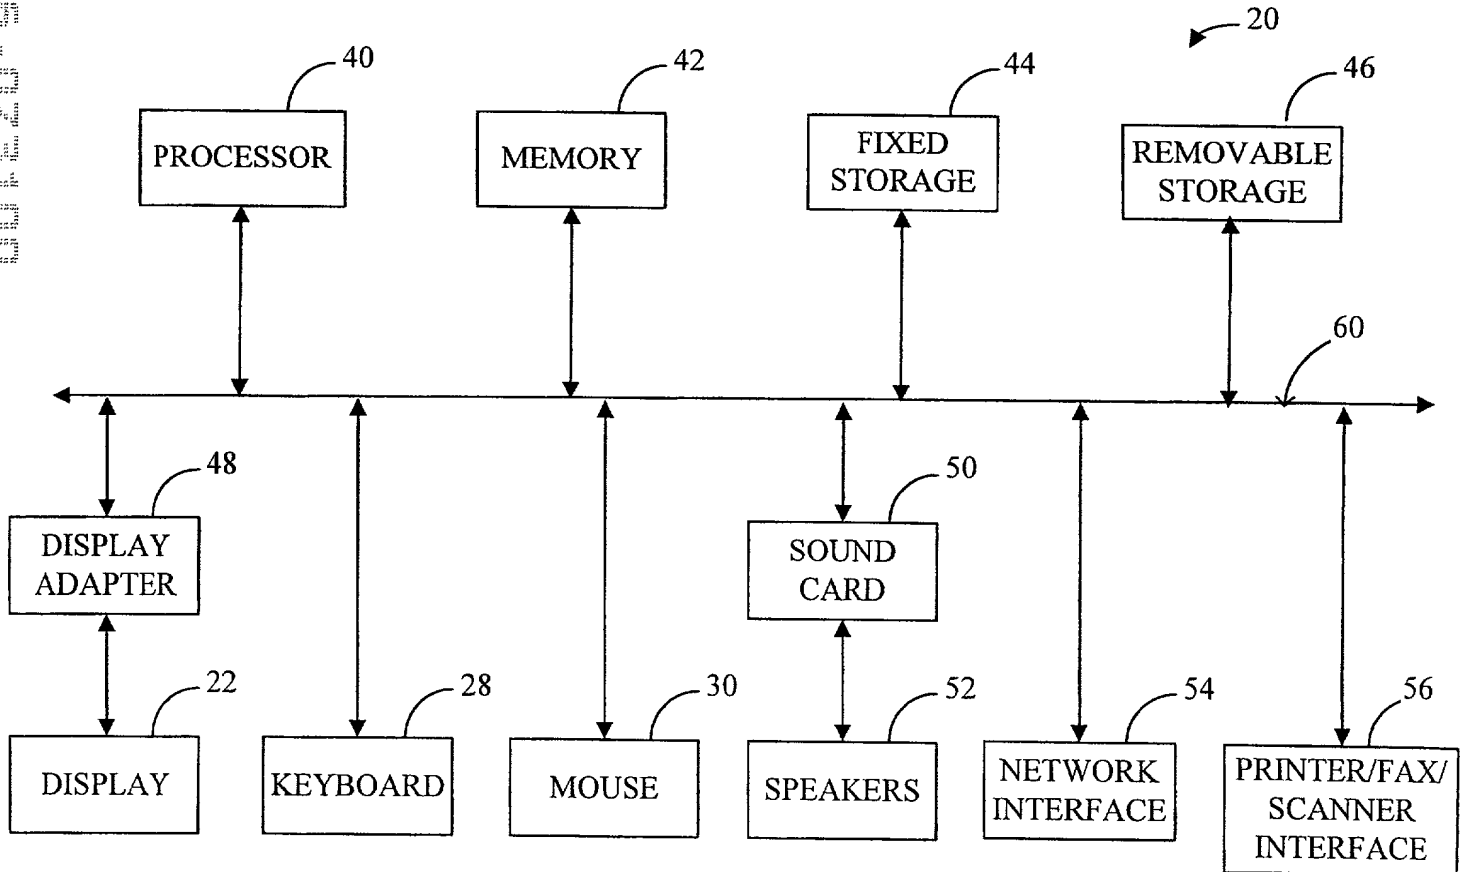 20
40
42
44
46
PROCESSOR
MEMORY
FIXED
STORAGE
REMOVABLE
STORAGE
60
48
50
DISPLAY
ADAPTER
SOUND
CARD
22
28
30
52
54
56
DISPLAY
KEYBOARD
MOUSE
SPEAKERS
NETWORK
INTERFACE
PRINTER/FAX/
SCANNER
INTERFACE